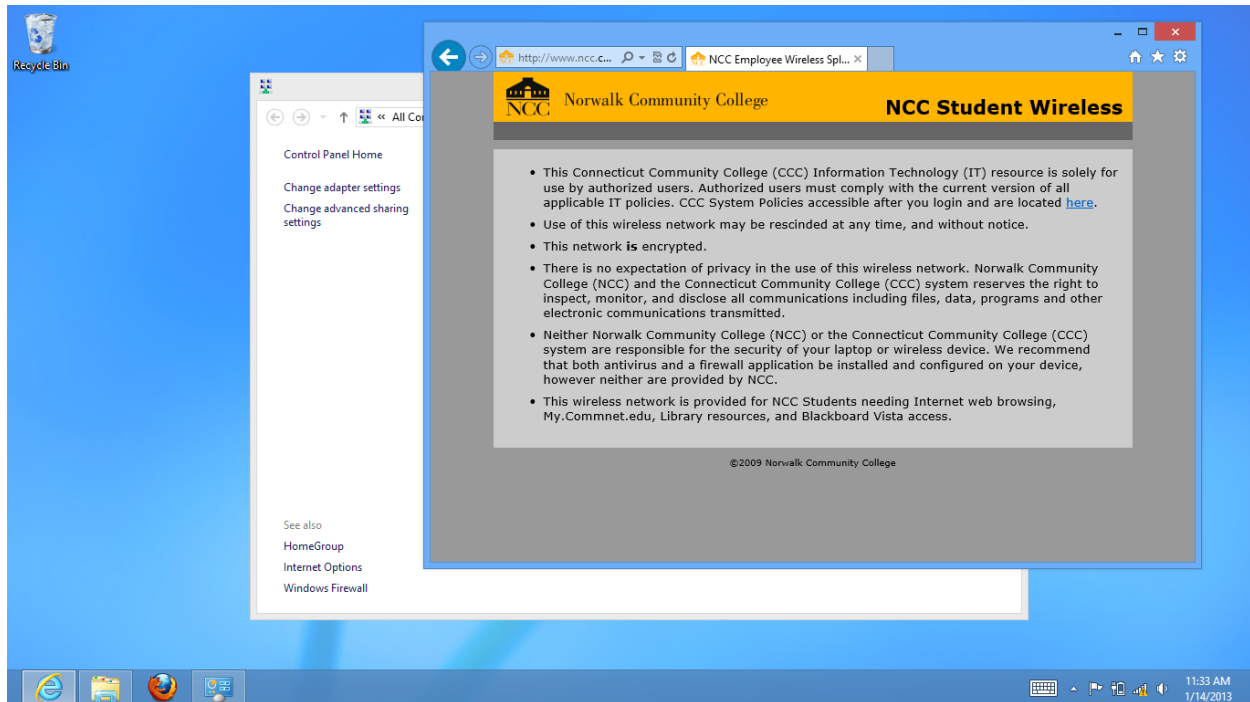 Recycle Bin
http://www.ncc.c...
NCC Employee Wireless Spl...
« All Co
Control Panel Home
Change adapter settings
Change advanced sharing
settings
See also
HomeGroup
Internet Options
Windows Firewall
NCC
Norwalk Community College
NCC Student Wireless
• This Connecticut Community College (CCC) Information Technology (IT) resource is solely for
use by authorized users. Authorized users must comply with the current version of all
applicable IT policies. CCC System Policies accessible after you login and are located here.
• Use of this wireless network may be rescinded at any time, and without notice.
• This network is encrypted.
• There is no expectation of privacy in the use of this wireless network. Norwalk Community
College (NCC) and the Connecticut Community College (CCC) system reserves the right to
inspect, monitor, and disclose all communications including files, data, programs and other
electronic communications transmitted.
• Neither Norwalk Community College (NCC) or the Connecticut Community College (CCC)
system are responsible for the security of your laptop or wireless device. We recommend
that both antivirus and a firewall application be installed and configured on your device,
however neither are provided by NCC.
• This wireless network is provided for NCC Students needing Internet web browsing,
My.Commnet.edu, Library resources, and Blackboard Vista access.
©2009 Norwalk Community College
11:33 AM
1/14/2013